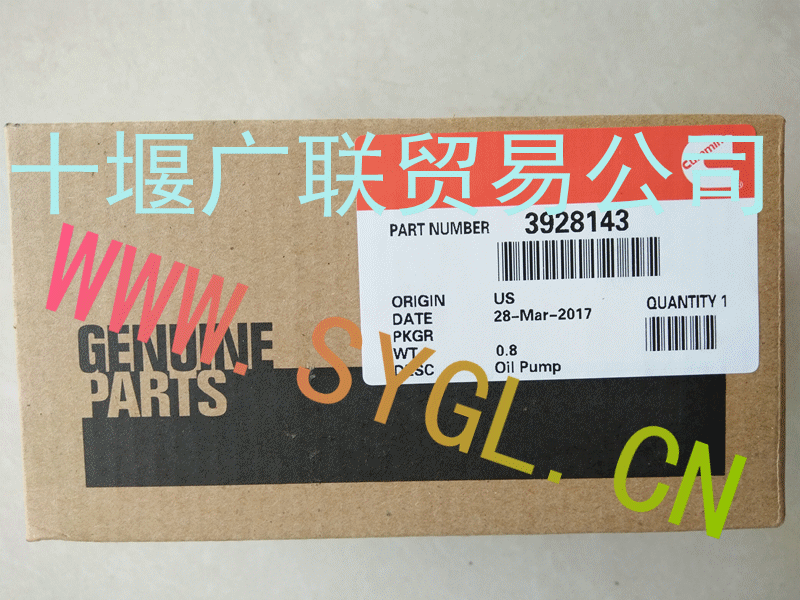 十堰广联贸易公司
Cummins
PART NUMBER 3928143
ORIGIN US
DATE 28-Mar-2017
QUANTITY 1
PKGR
WT 0.8
DESC Oil Pump
GENUINE
PARTS
WWW.SYGL.CN